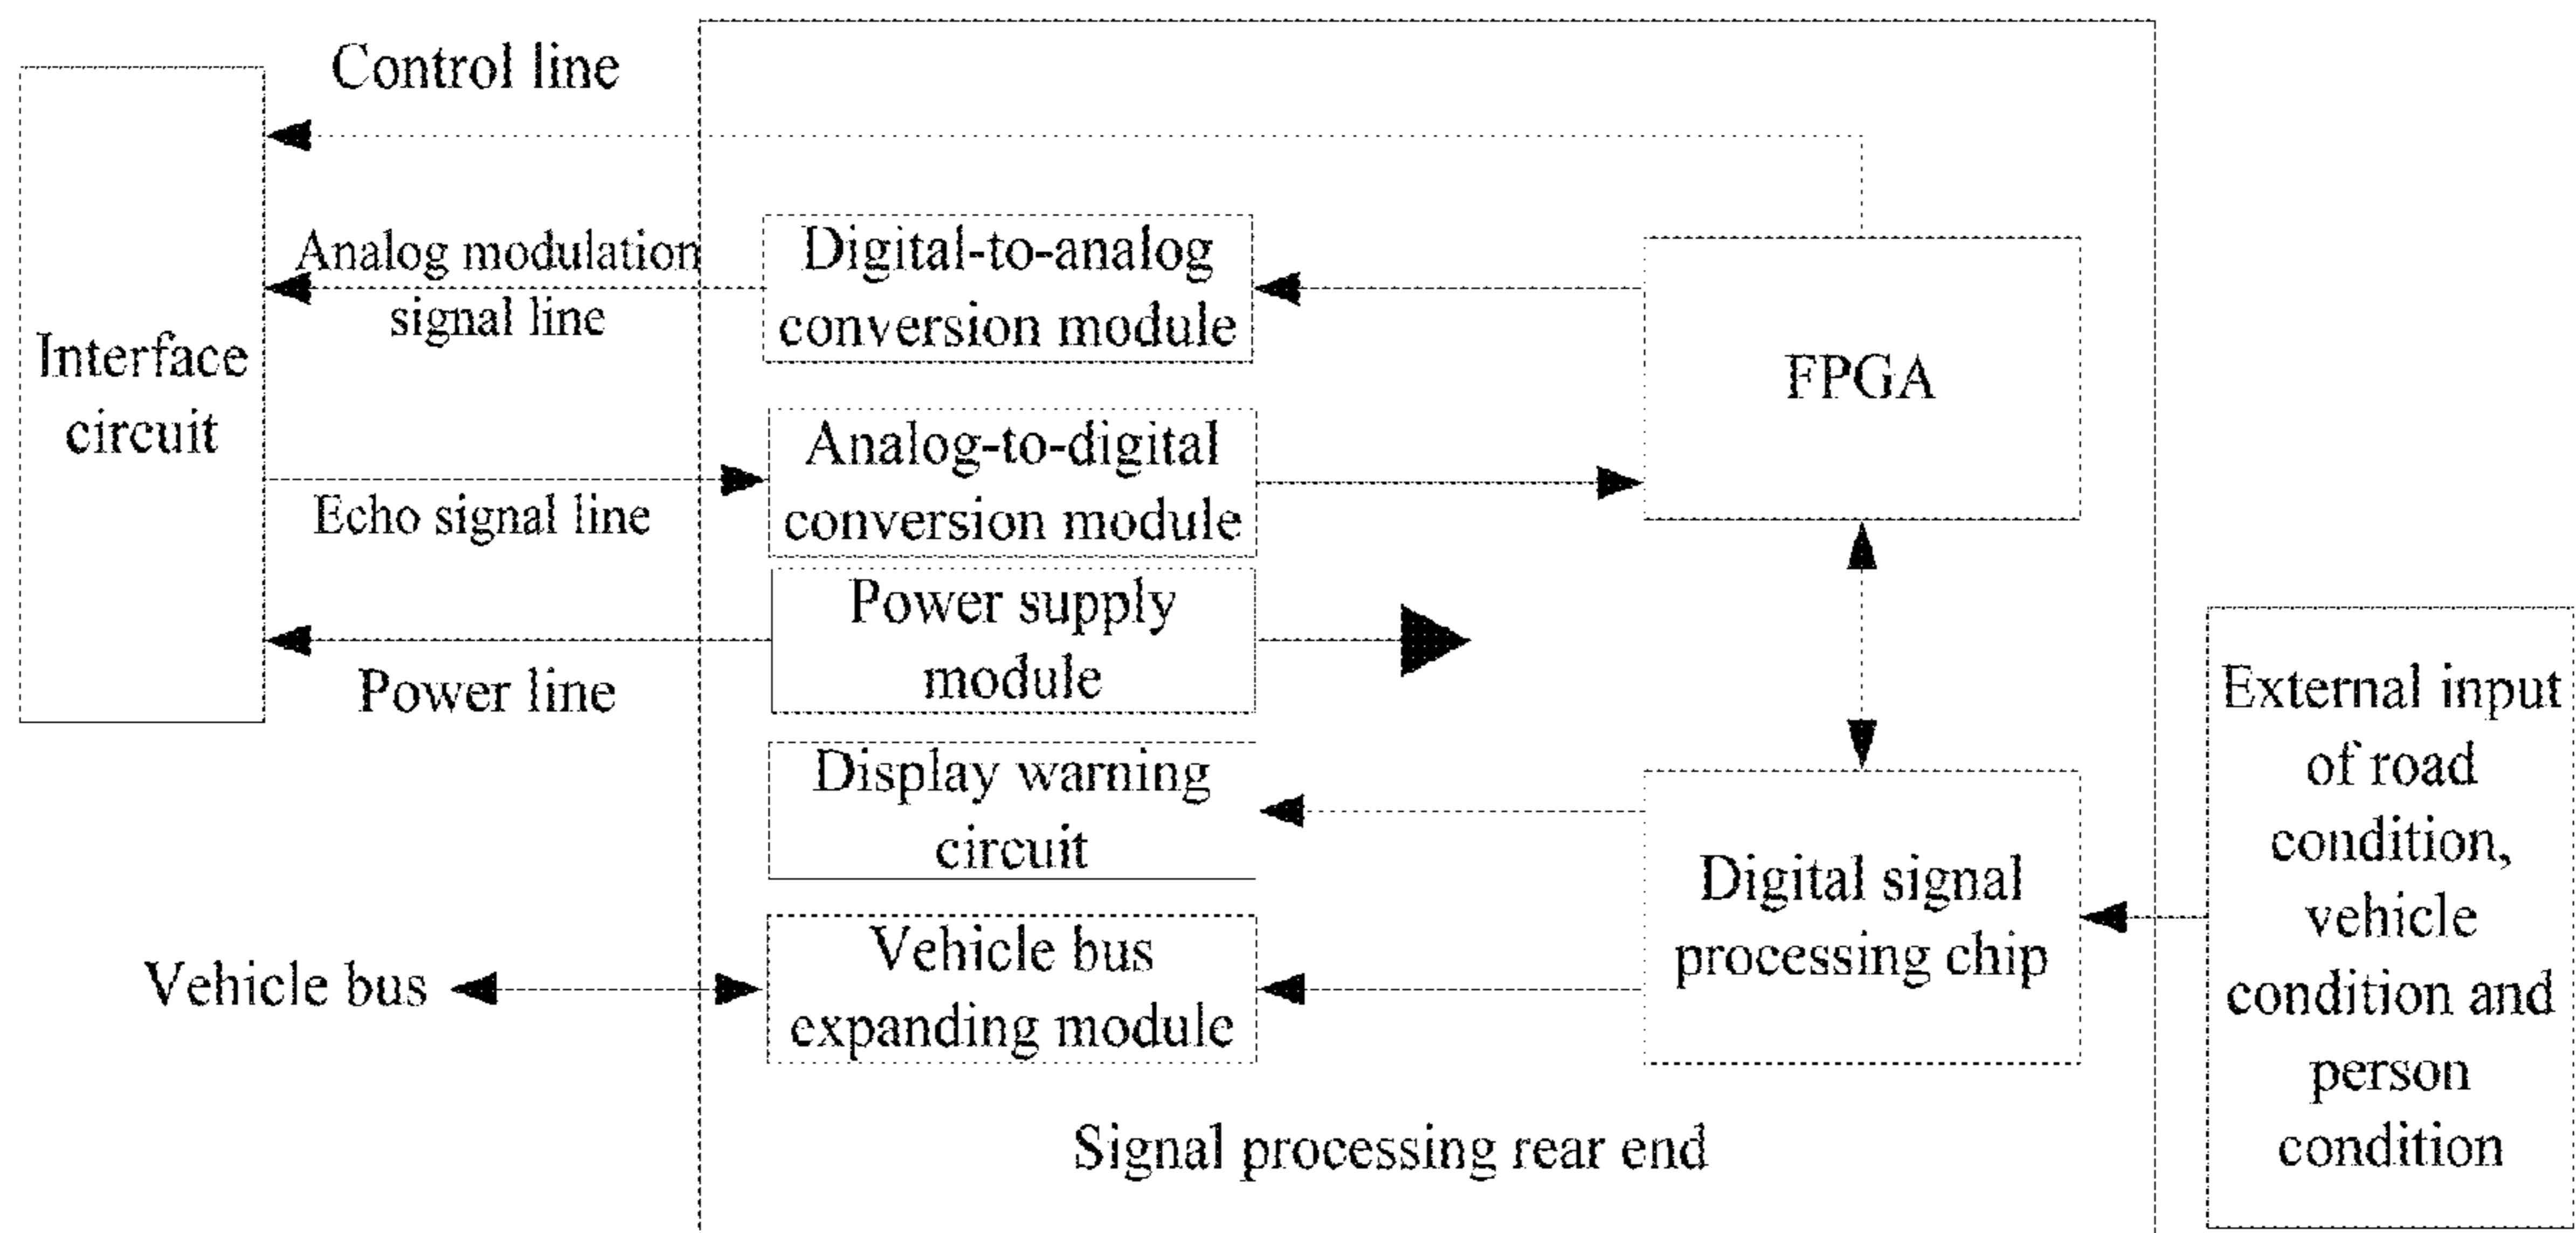 Control line
Analog modulation
signal line
Interface
circuit
Echo signal line
Power line
Vehicle bus
Digital-to-analog
conversion module
Analog-to-digital
conversion module
Power supply
module
Display warning
circuit
Vehicle bus
expanding module
FPGA
Digital signal
processing chip
Signal processing rear end
External input
of road
condition,
vehicle
condition and
person
condition